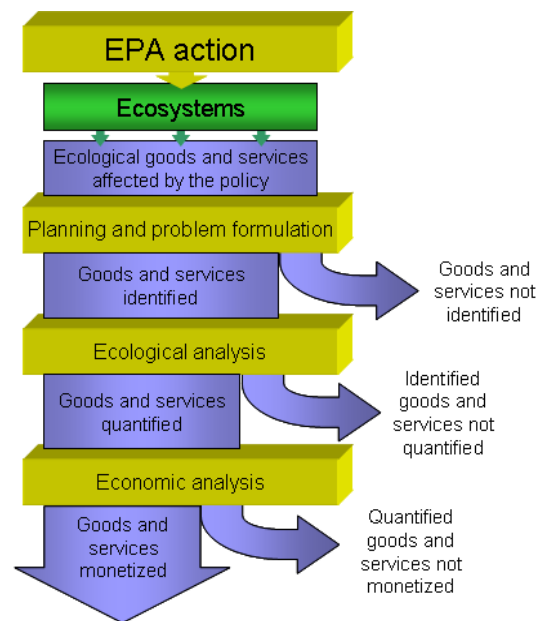 EPA action
Ecosystems
Ecological goods and services
affected by the policy
Planning and problem formulation
Goods and services
identified
Goods and
services not
identified
Ecological analysis
Goods and services
quantified
Identified
goods and
services not
quantified
Economic analysis
Goods and
services
monetized
Quantified
goods and
services not
monetized